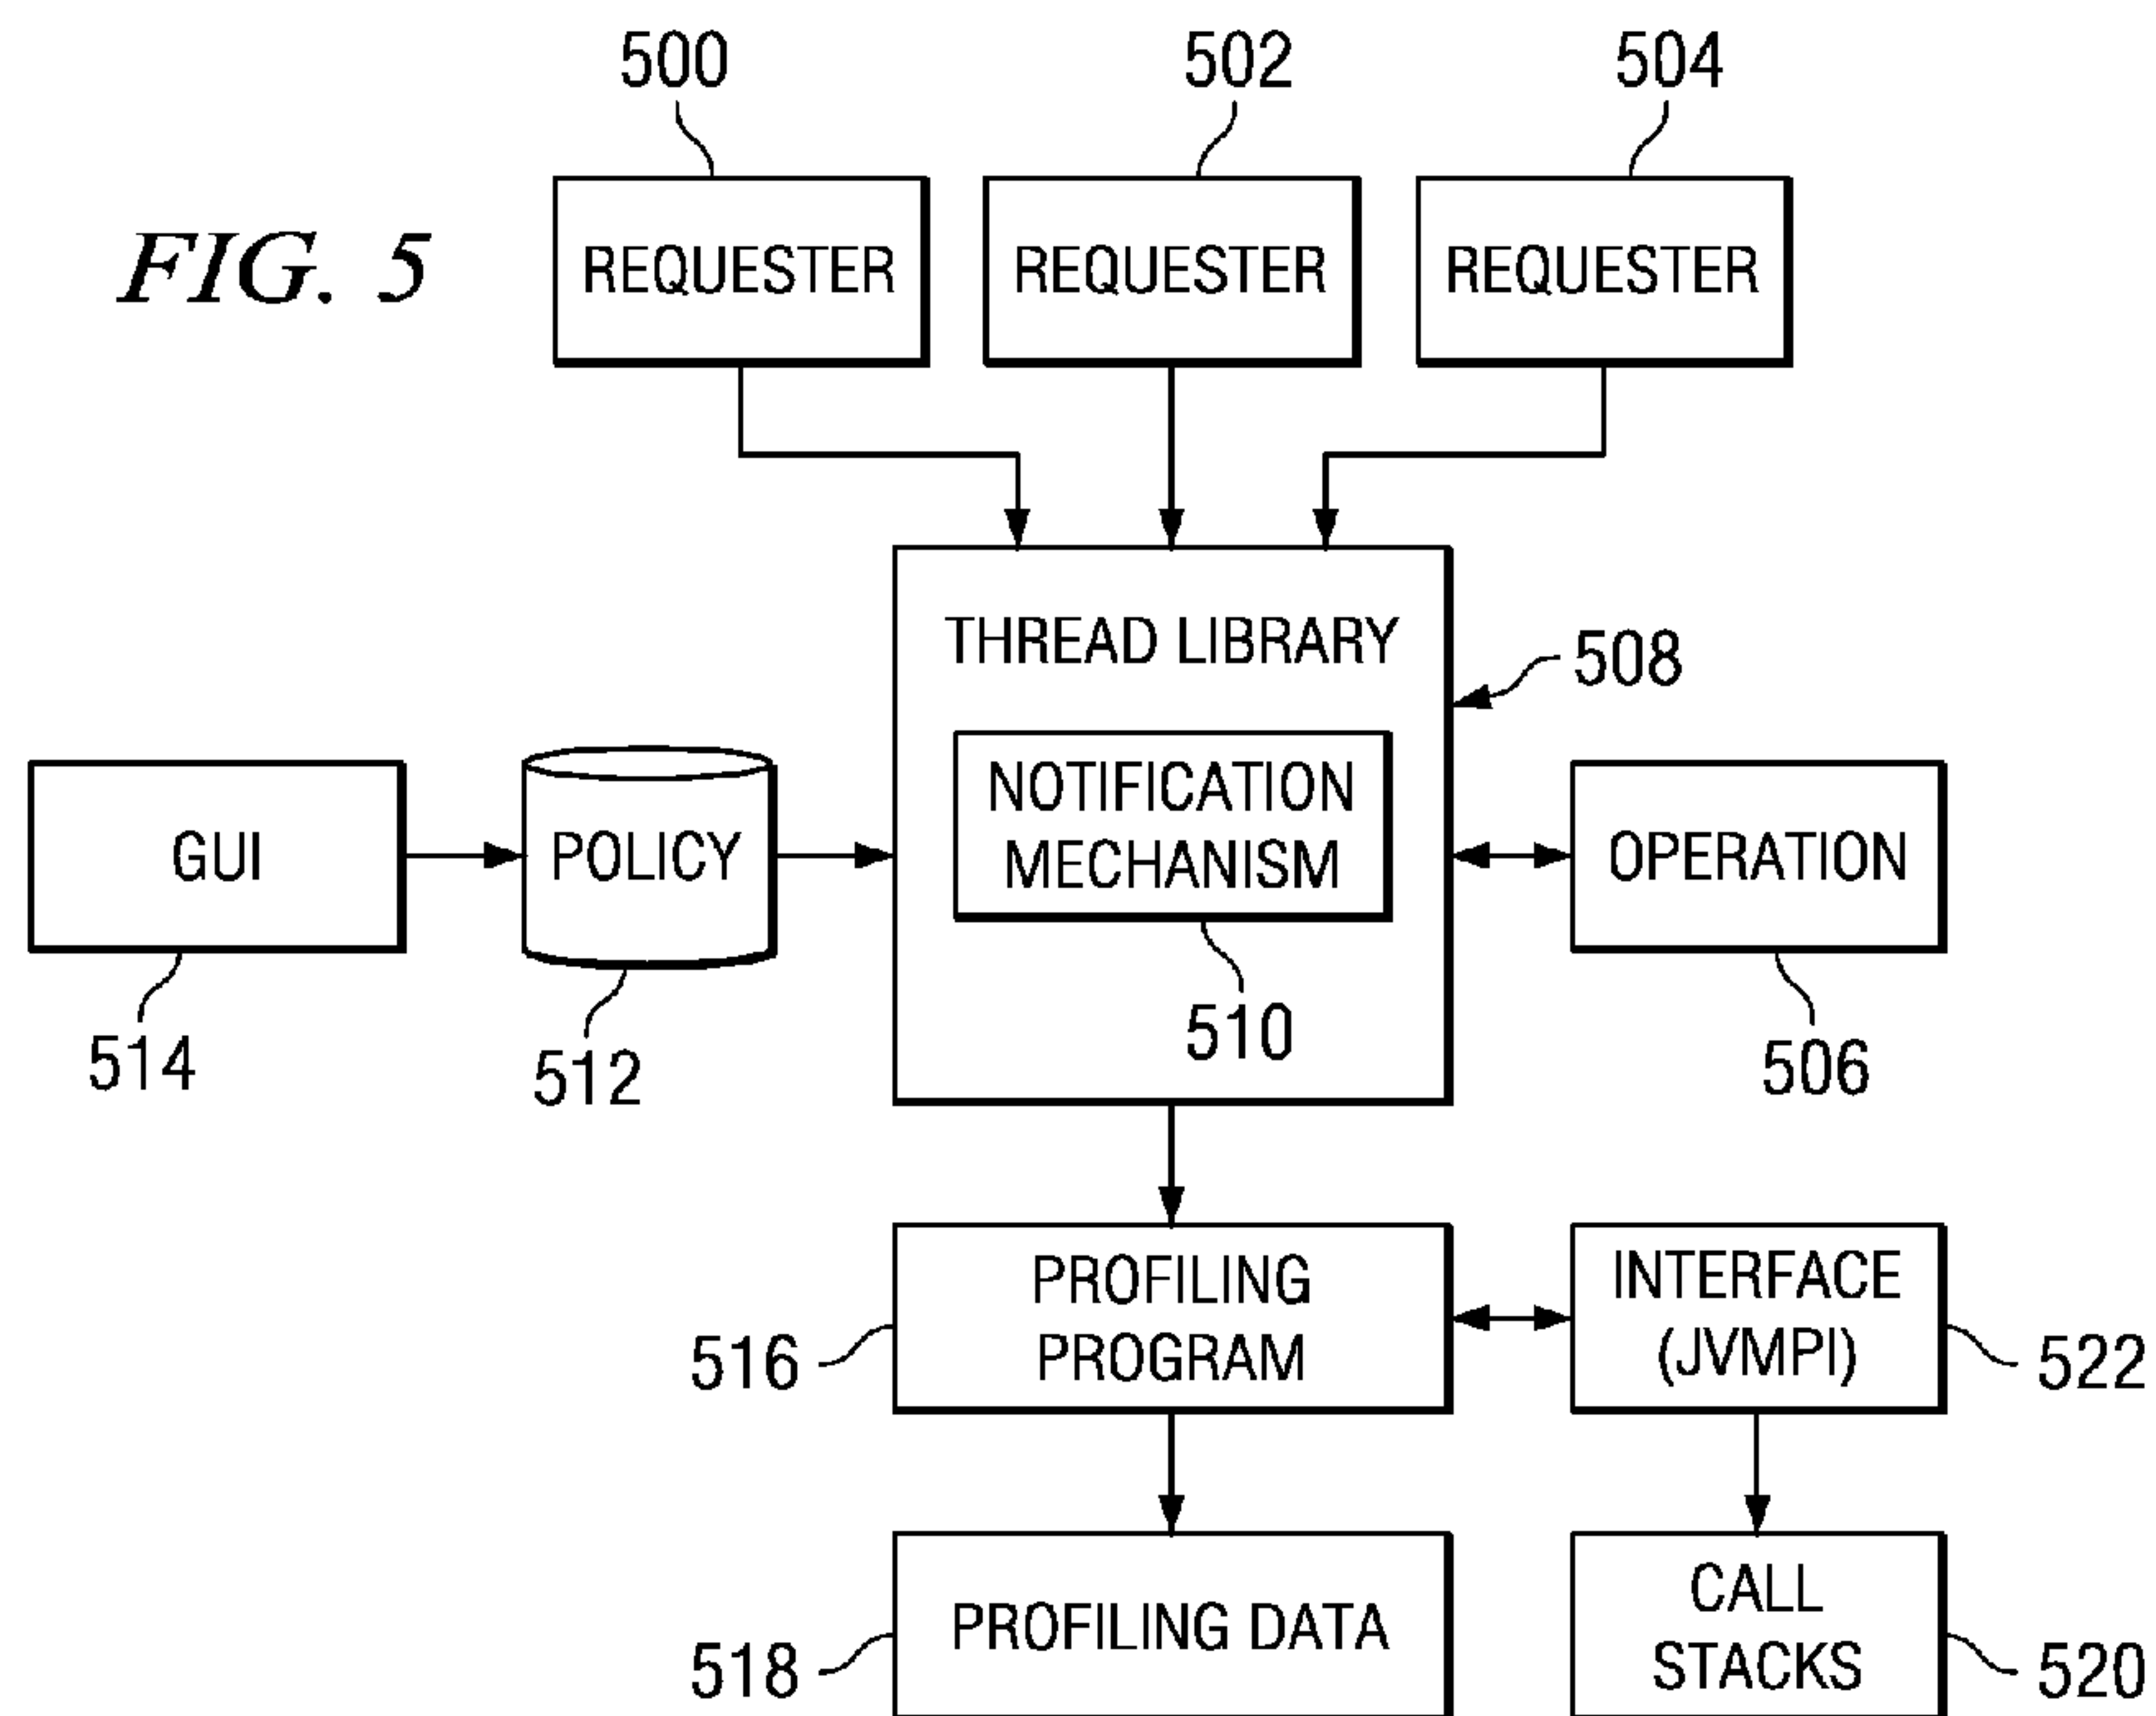 500
502
504
FIG. 5
REQUESTER
REQUESTER
REQUESTER
THREAD LIBRARY
508
NOTIFICATION
MECHANISM
GUI
POLICY
OPERATION
510
514
512
506
PROFILING
PROGRAM
INTERFACE
(JVMPI)
516
522
PROFILING DATA
CALL
STACKS
518
520